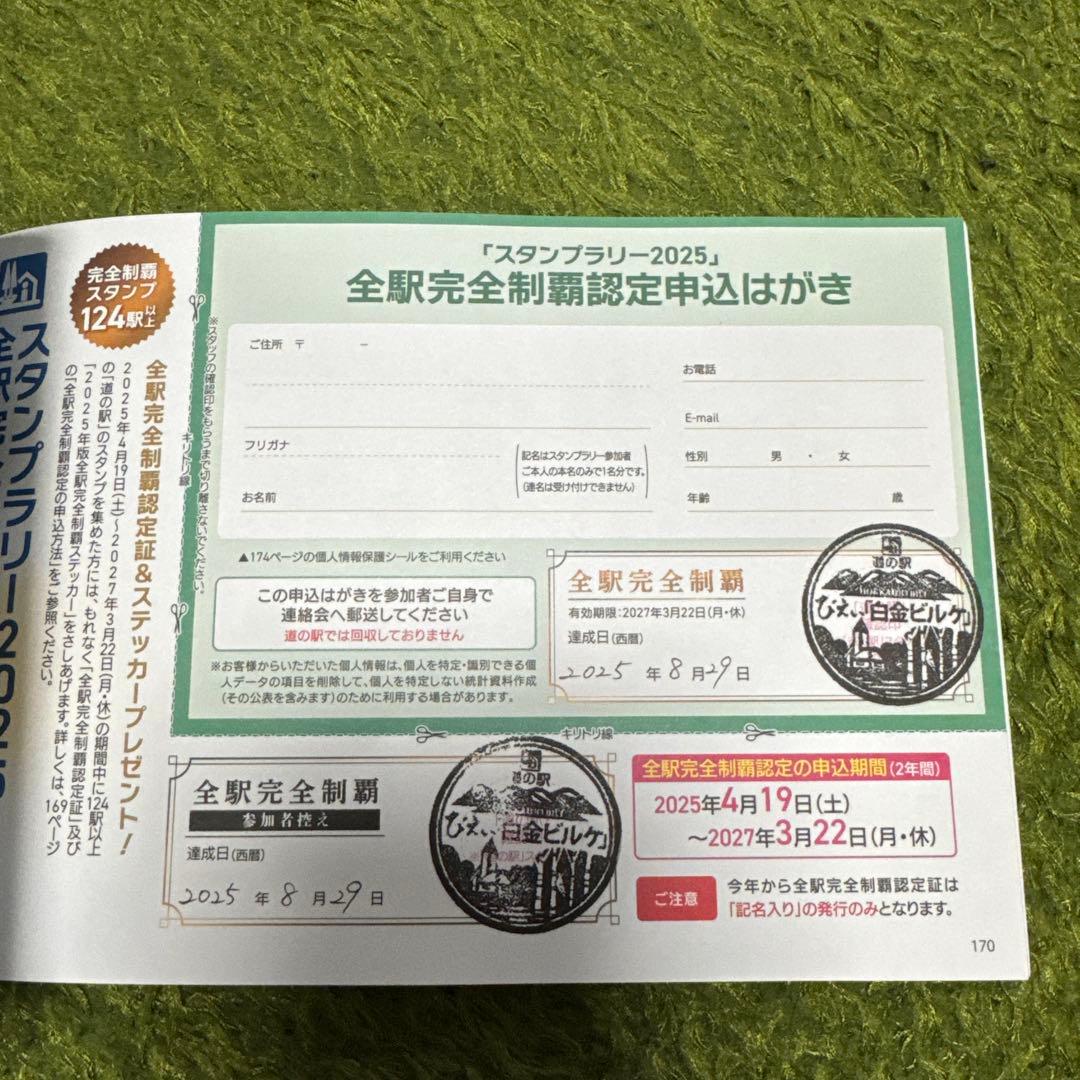 スタンプラリー2025
完全制覇
スタンプ
124駅以上
全駅完全制覇認定証&ステッカープレゼント!
2025年4月19日(土)~2027年3月22日(月・休)の期間中に124駅以上
の「道の駅」のスタンプを集めた方には、もれなく「全駅完全制覇認定証」及び
「2025年版全駅完全制覇ステッカー」をさしあげます。詳しくは、169ページ
の「全駅完全制覇認定の申込方法」をご参照ください。
※スタッフの確認印をもらうまで切り離さないでください。
キリトリ線
「スタンプラリー2025」
全駅完全制覇認定申込はがき
ご住所 〒 −
お電話
E-mail
フリガナ
記名はスタンプラリー参加者
ご本人の本名のみで1名分です。
(連名は受け付けできません)
性別 男 ・ 女
お名前
年齢 歳
▲174ページの個人情報保護シールをご利用ください
この申込はがきを参加者ご自身で
連絡会へ郵送してください
道の駅では回収しておりません
※お客様からいただいた個人情報は、個人を特定・識別できる個
人データの項目を削除して、個人を特定しない統計資料作成
(その公表を含みます)のために利用する場合があります。
全駅完全制覇
有効期限:2027年3月22日(月・休)
達成日(西暦)
2025 年 8 月 29 日
道の駅
HOKKAIDO BIEI
びえい「白金ビルケ」
キリトリ線
全駅完全制覇
参加者控え
達成日(西暦)
2025 年 8 月 29 日
道の駅
びえい「白金ビルケ」
全駅完全制覇認定の申込期間(2年間)
2025年4月19日(土)
~2027年3月22日(月・休)
ご注意
今年から全駅完全制覇認定証は
「記名入り」の発行のみとなります。
170